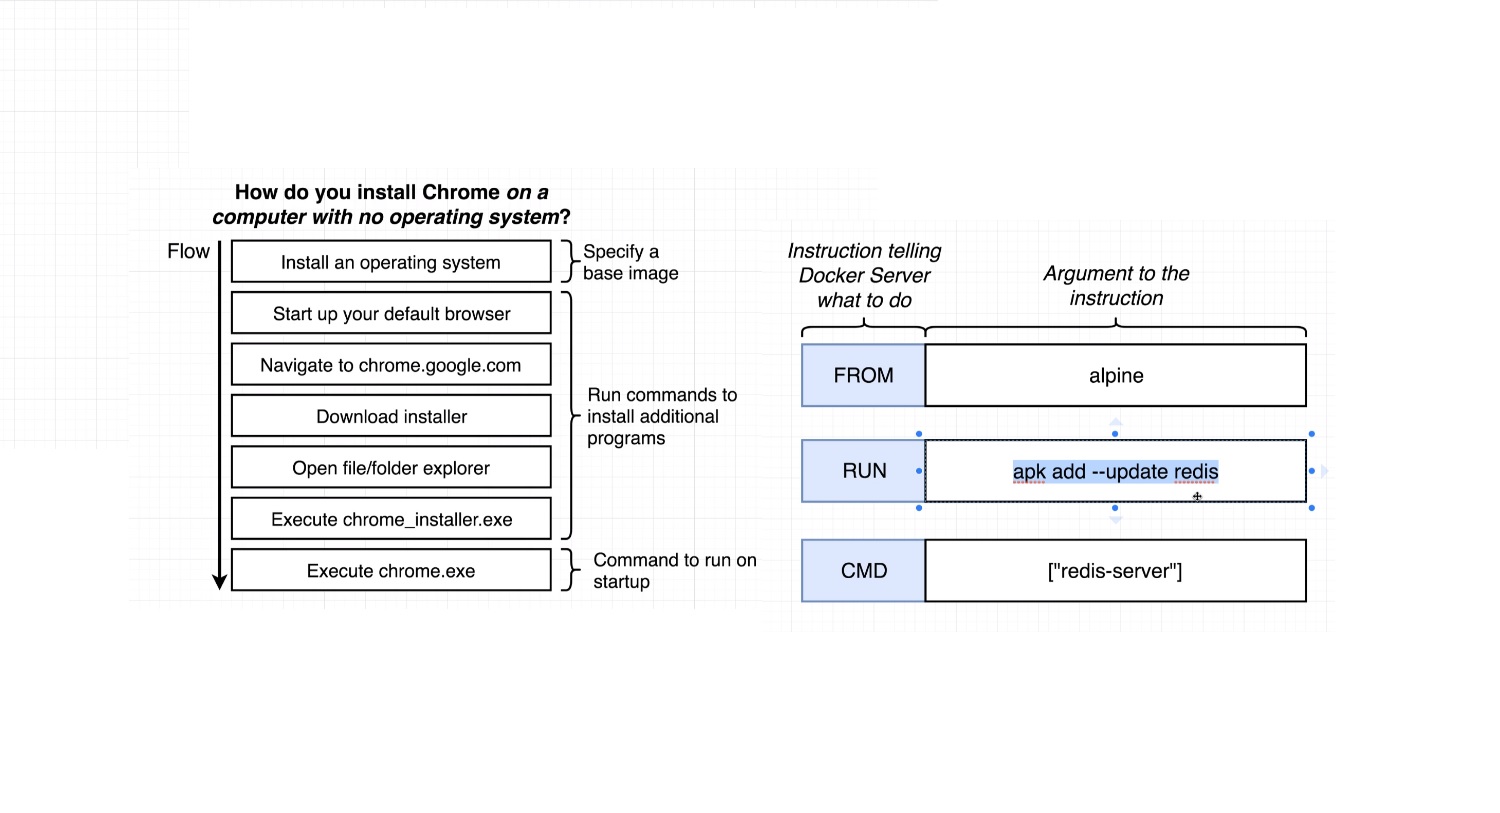 How do you install Chrome on a
computer with no operating system?
Flow
Install an operating system
Specify a
base image
Start up your default browser
Navigate to chrome.google.com
Download installer
Open file/folder explorer
Execute chrome_installer.exe
Run commands to
install additional
programs
Execute chrome.exe
Command to run on
startup
Instruction telling
Docker Server
what to do
Argument to the
instruction
FROM
alpine
RUN
apk add --update redis
CMD
["redis-server"]